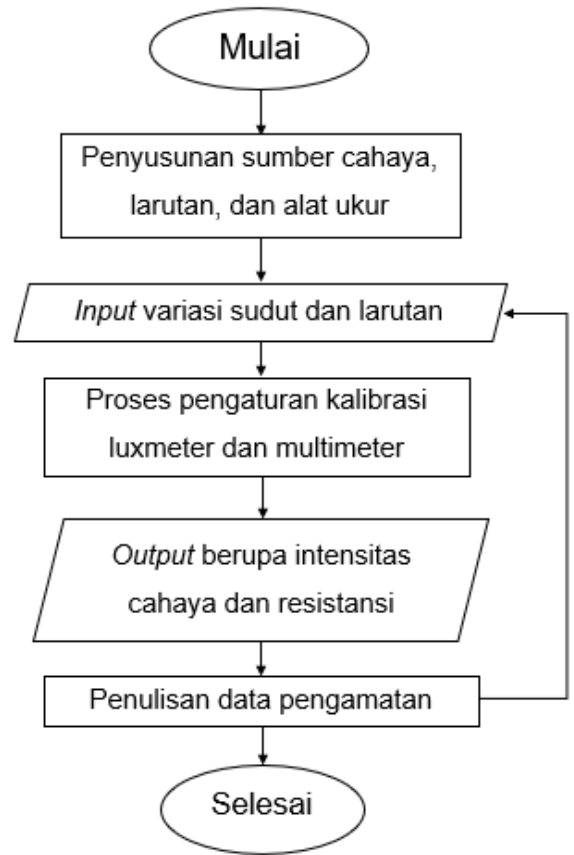 Mulai
Penyusunan sumber cahaya,
larutan, dan alat ukur
Input variasi sudut dan larutan
Proses pengaturan kalibrasi
luxmeter dan multimeter
Output berupa intensitas
cahaya dan resistansi
Penulisan data pengamatan
Selesai